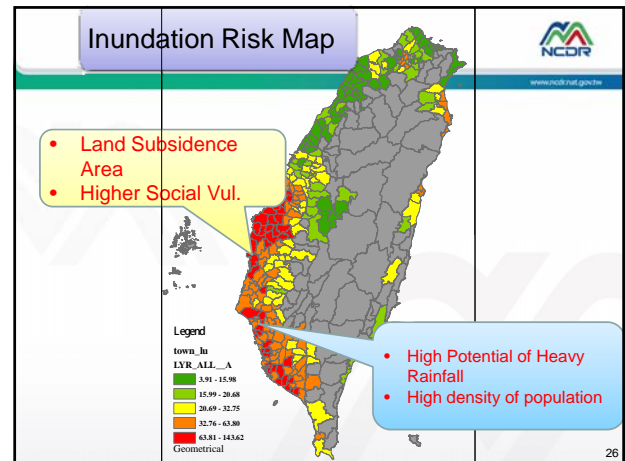 Inundation Risk Map
NCDR
www.ncdr.nat.gov.tw
• Land Subsidence
Area
• Higher Social Vul.
Legend
town_lu
LYR_ALL__A
3.91 - 15.98
15.99 - 20.68
20.69 - 32.75
32.76 - 63.80
63.81 - 143.62
Geometrical
• High Potential of Heavy
Rainfall
• High density of population
26